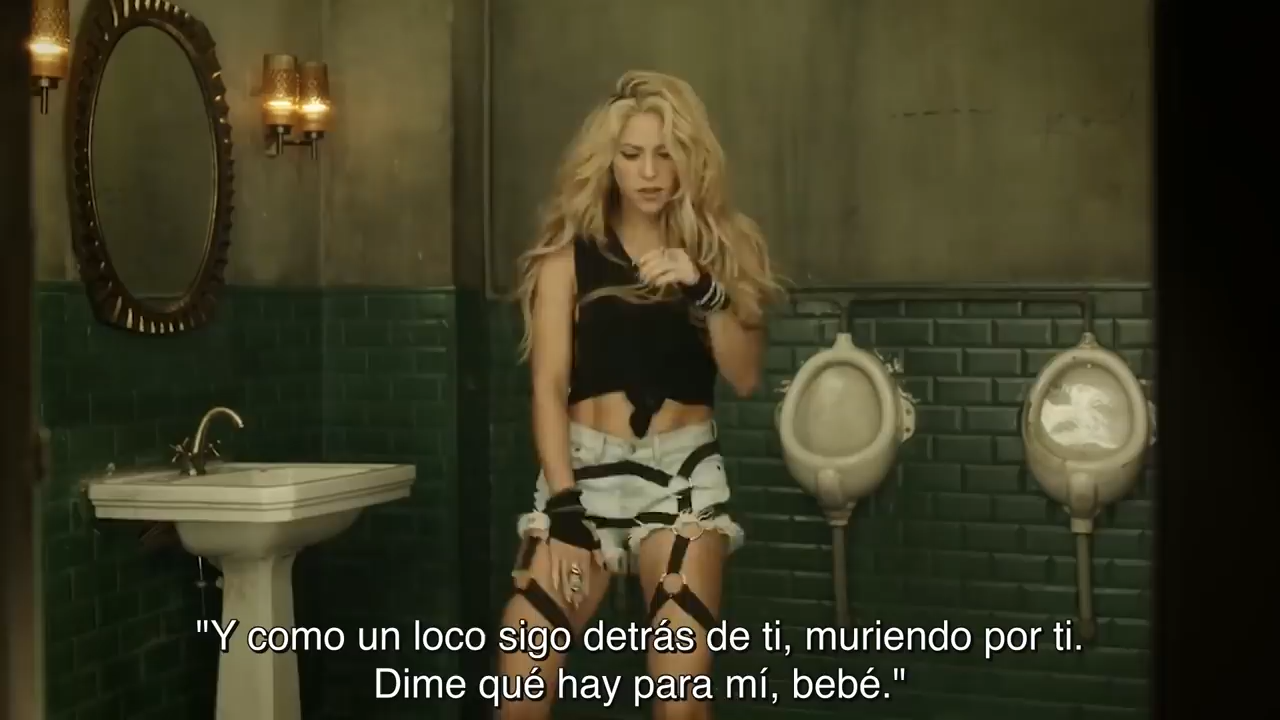 "Y como un loco sigo detrás de ti, muriendo por ti.
Dime qué hay para mí, bebé."